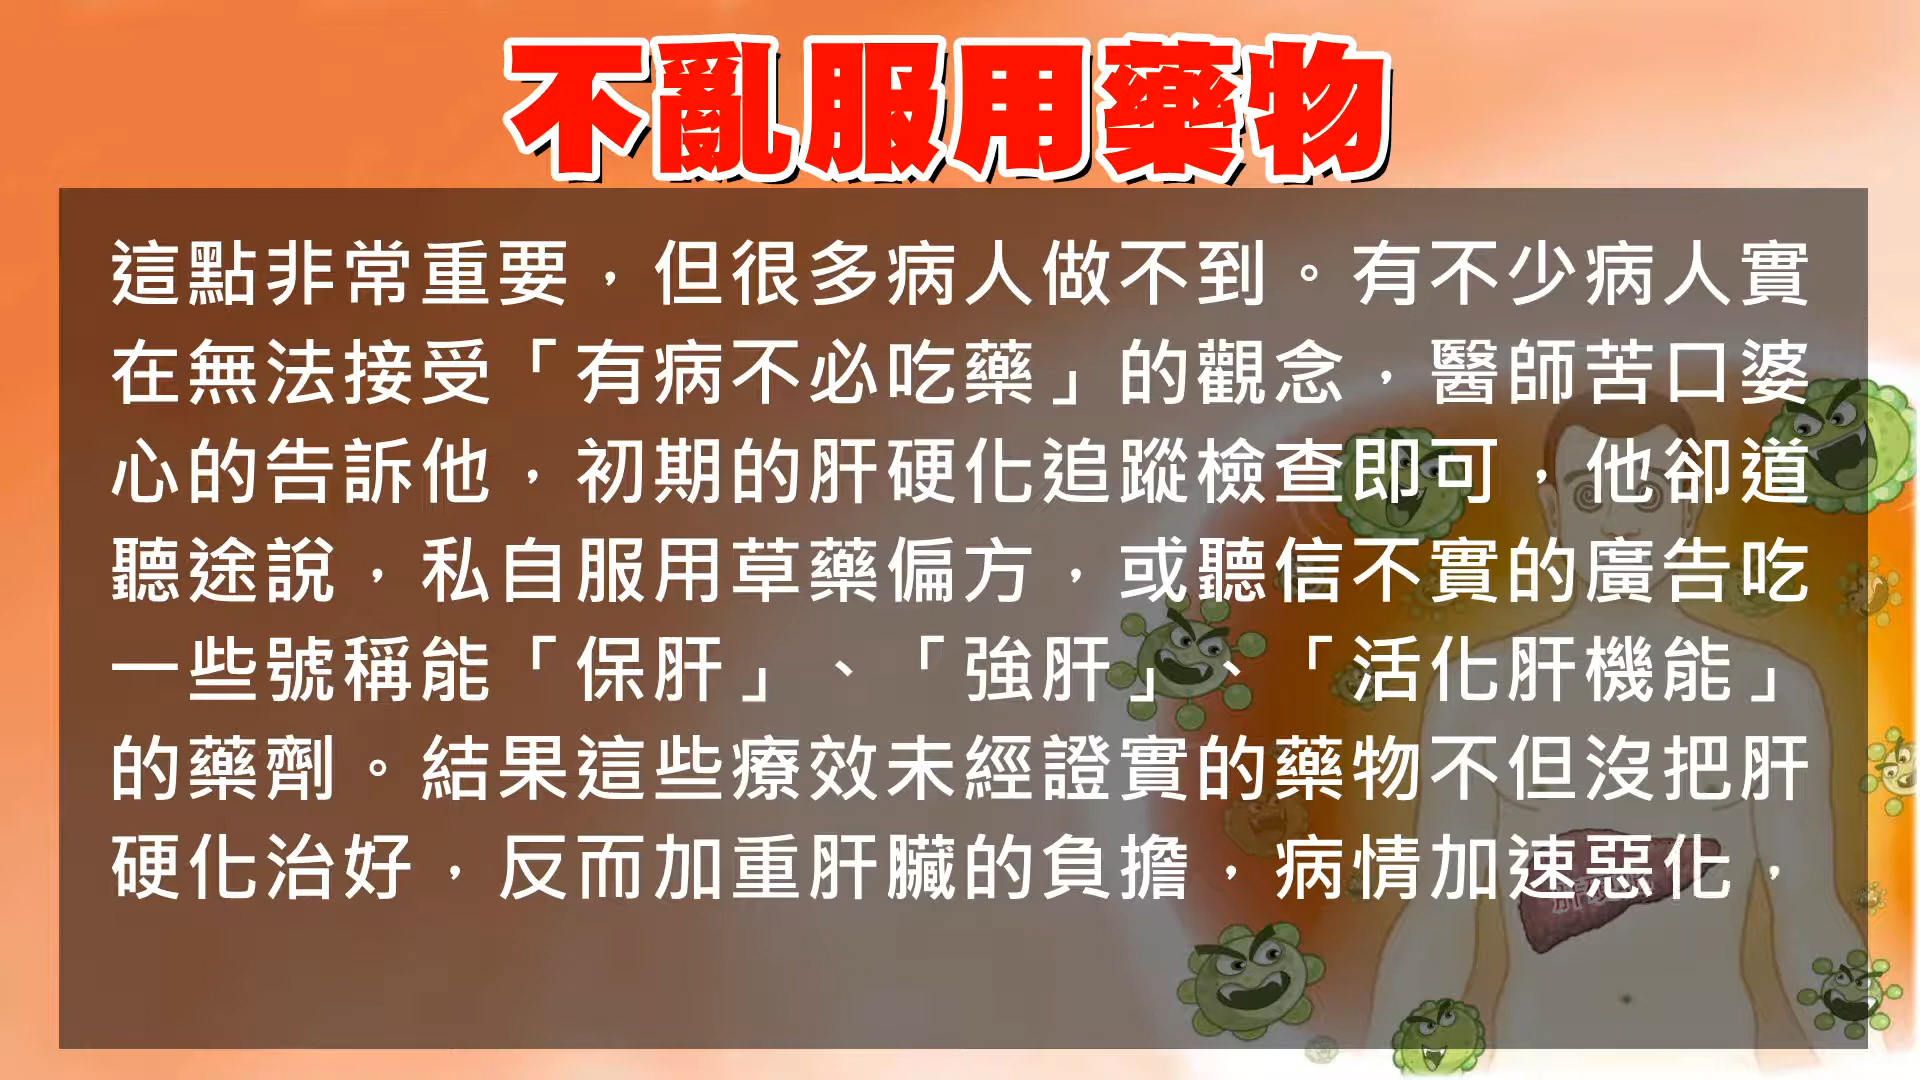 不亂服用藥物
這點非常重要，但很多病人做不到。有不少病人實
在無法接受「有病不必吃藥」的觀念，醫師苦口婆
心的告訴他，初期的肝硬化追蹤檢查即可，他卻道
聽途說，私自服用草藥偏方，或聽信不實的廣告吃
一些號稱能「保肝」、「強肝」、「活化肝機能」
的藥劑。結果這些療效未經證實的藥物不但沒把肝
硬化治好，反而加重肝臟的負擔，病情加速惡化，